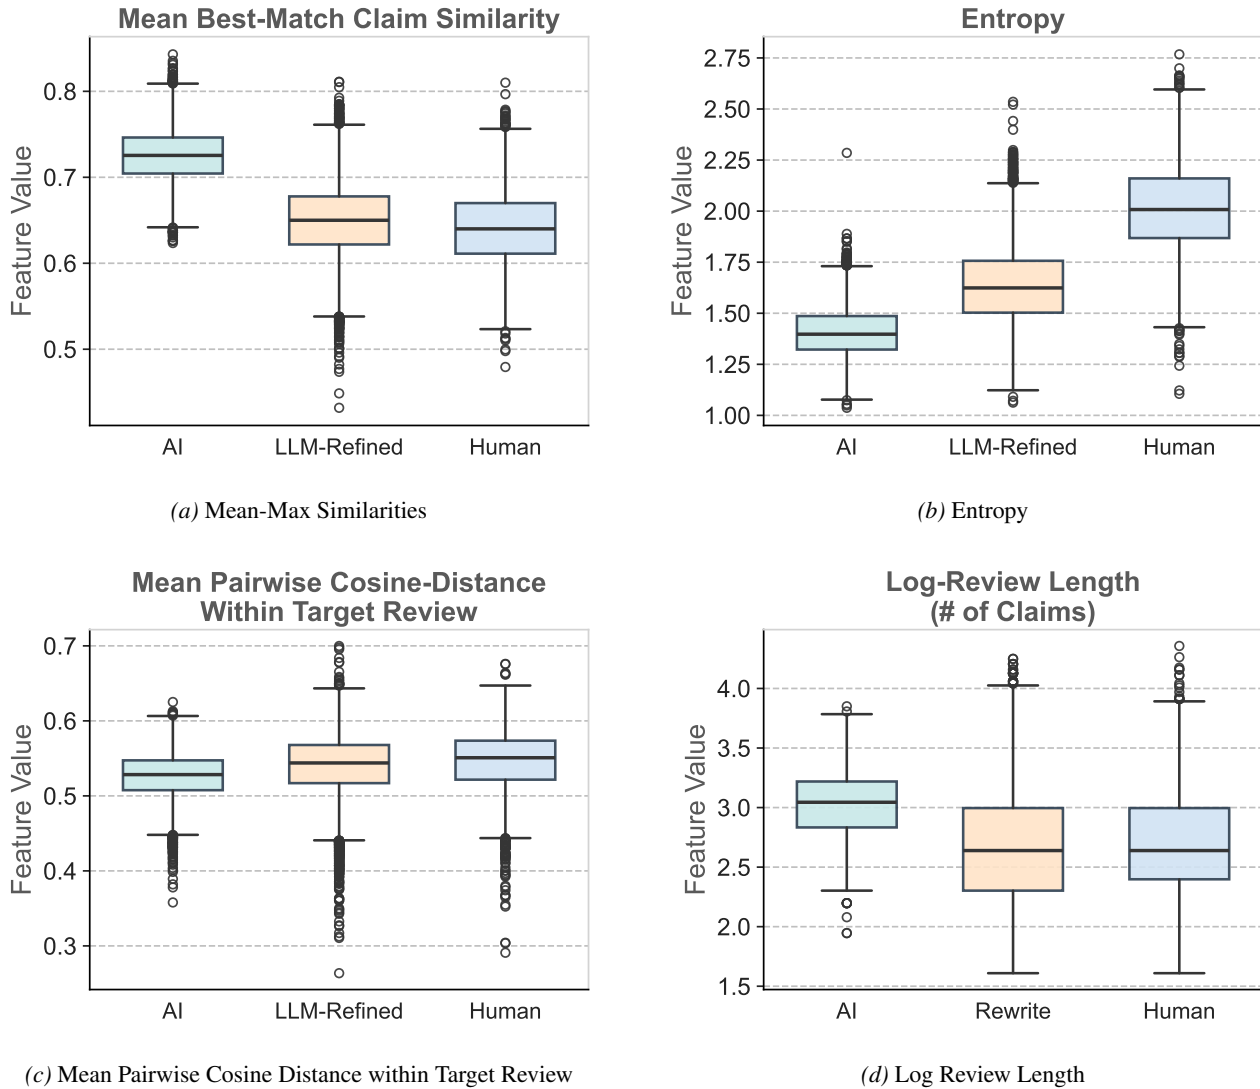 Mean Best-Match Claim Similarity
Feature Value
0.8
0.7
0.6
0.5
AI
LLM-Refined
Human
(a) Mean-Max Similarities
Entropy
Feature Value
2.75
2.50
2.25
2.00
1.75
1.50
1.25
1.00
AI
LLM-Refined
Human
(b) Entropy
Mean Pairwise Cosine-Distance
Within Target Review
Feature Value
0.7
0.6
0.5
0.4
0.3
AI
LLM-Refined
Human
(c) Mean Pairwise Cosine Distance within Target Review
Log-Review Length
(# of Claims)
Feature Value
4.0
3.5
3.0
2.5
2.0
1.5
AI
Rewrite
Human
(d) Log Review Length